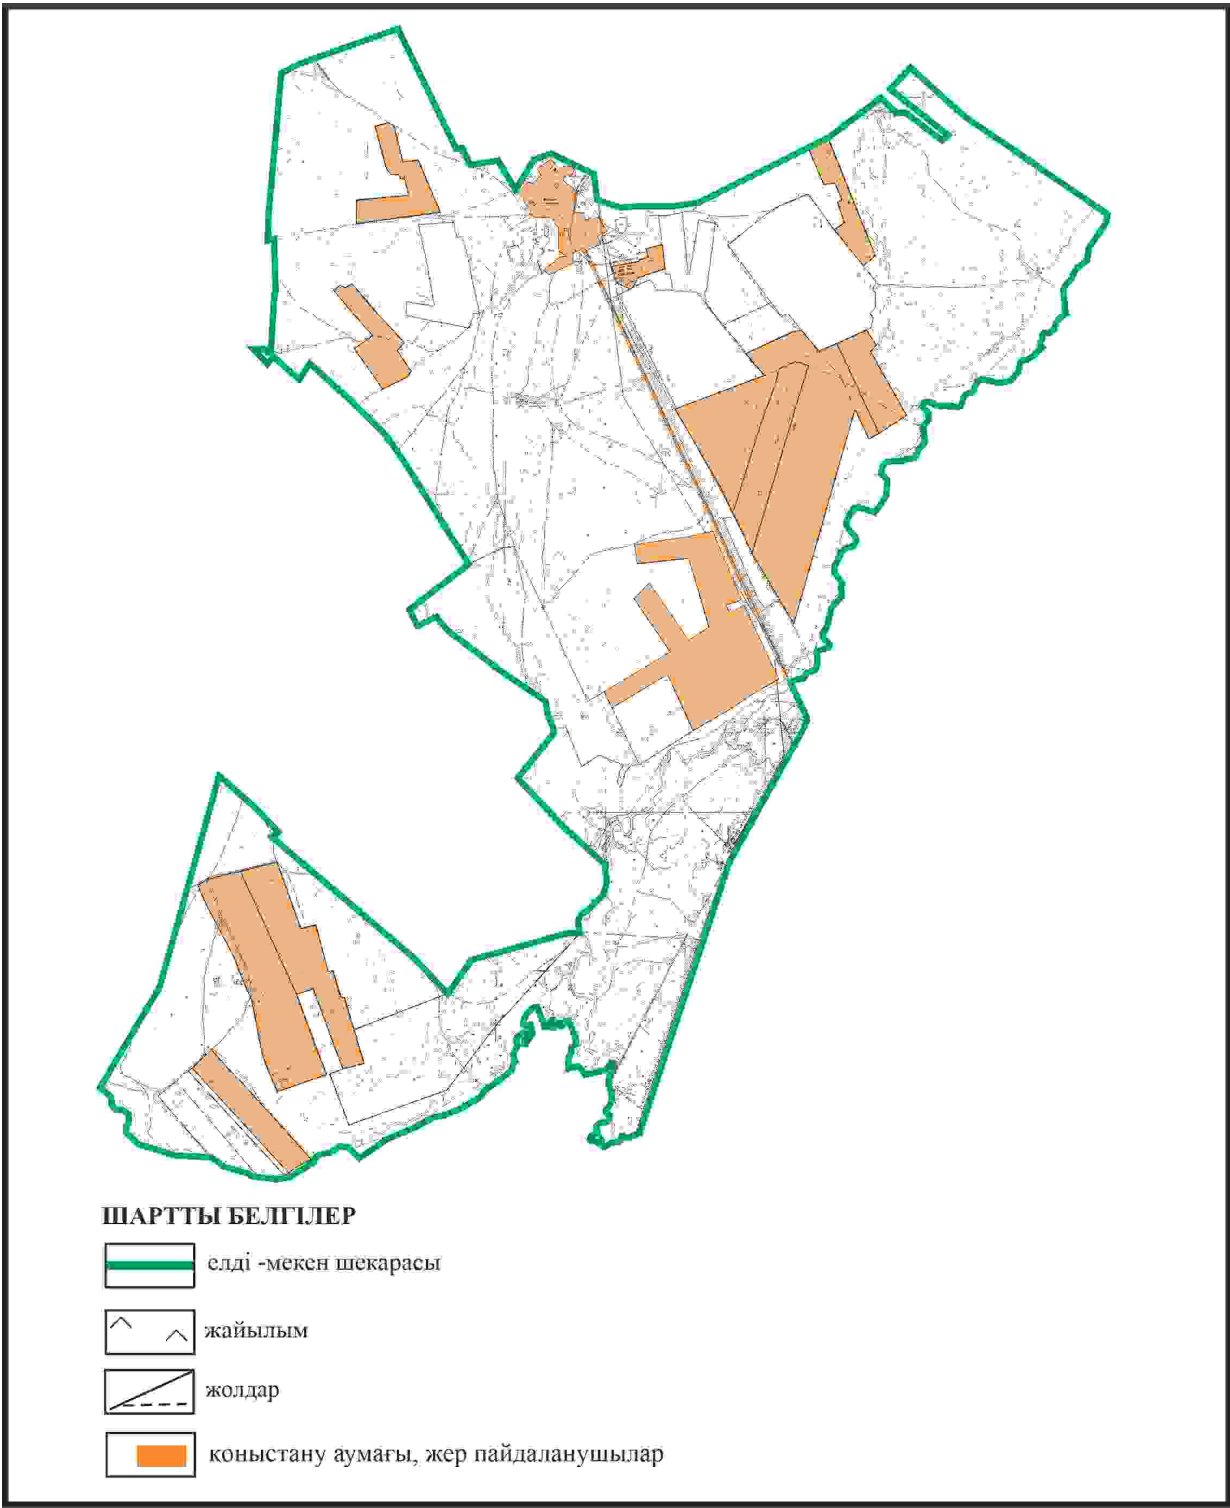 ШАРТТЫ БЕЛГІЛЕР
елді -мекен шекарасы
жайылым
жолдар
қоныстану аумағы, жер пайдаланушылар